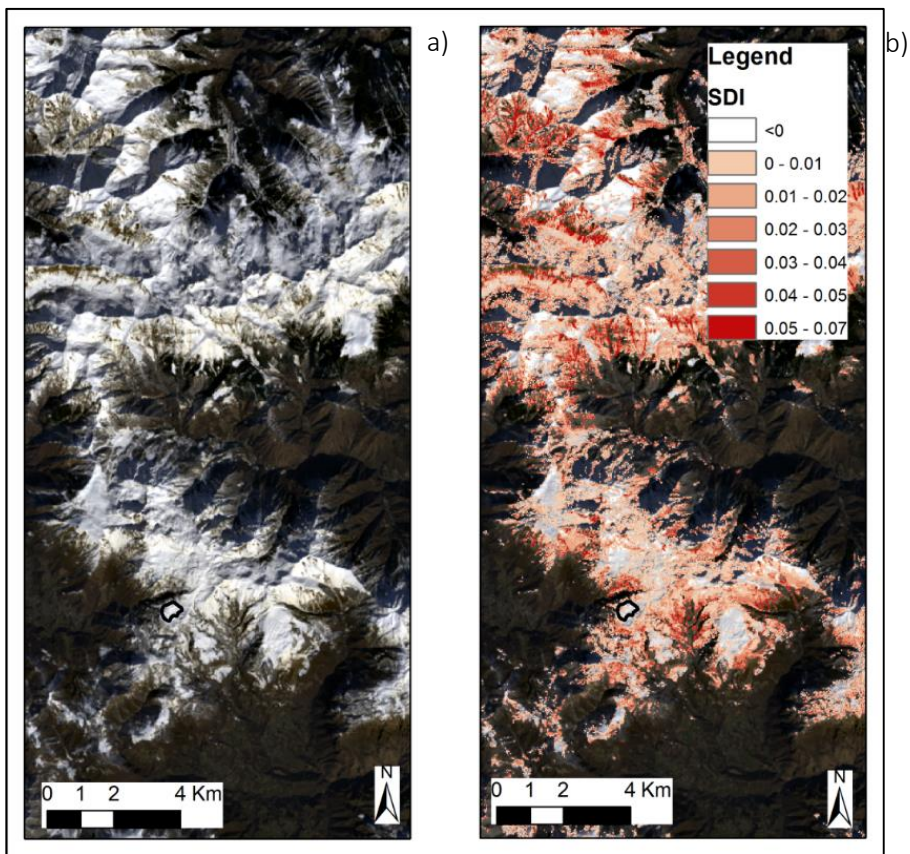 a)
b)
Legend
SDI
<0
0 - 0.01
0.01 - 0.02
0.02 - 0.03
0.03 - 0.04
0.04 - 0.05
0.05 - 0.07
0 1 2 4 Km
N
0 1 2 4 Km
N